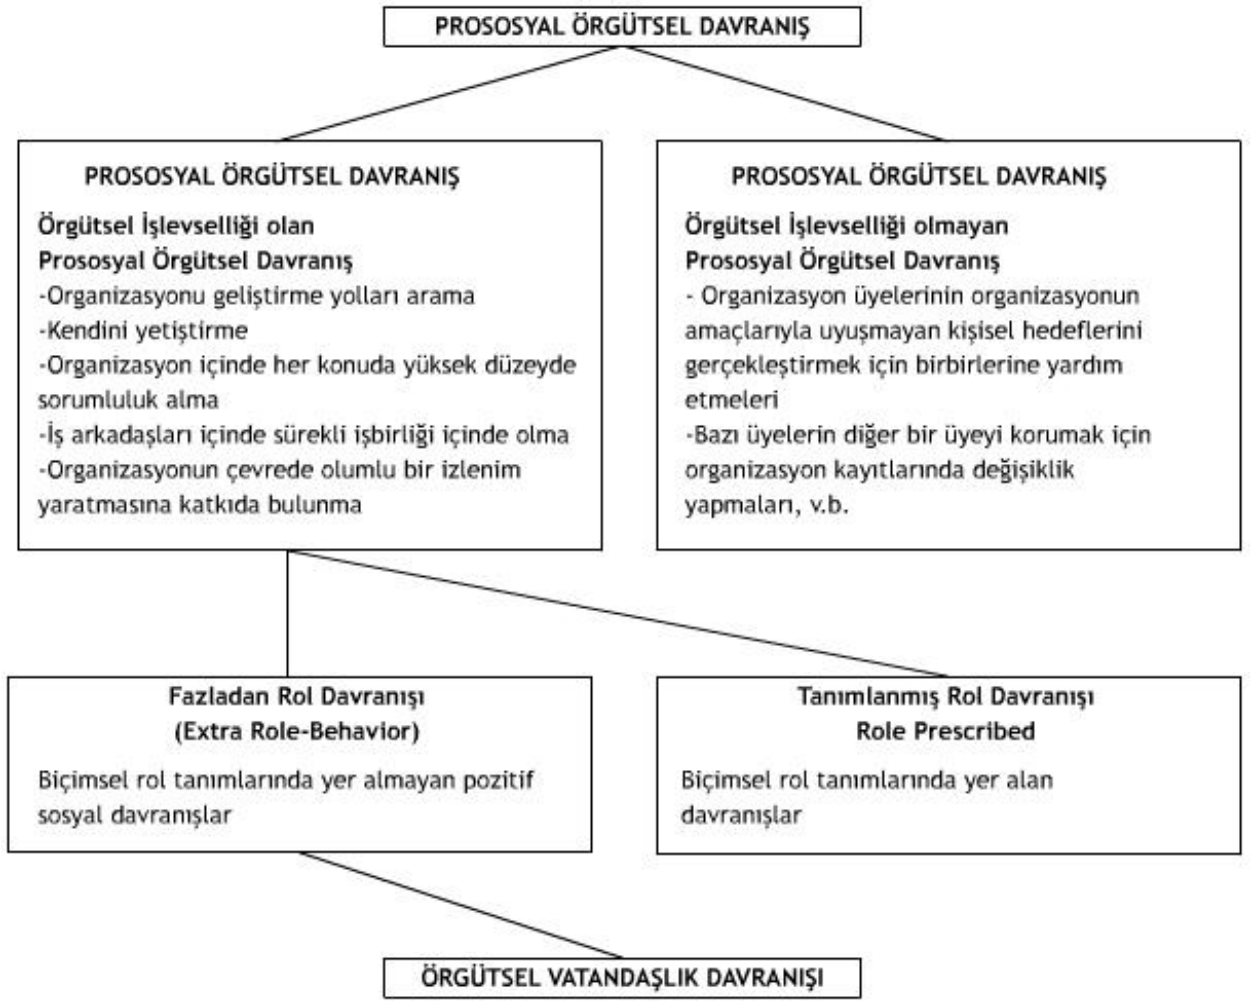 PROSOSYAL ÖRGÜTSEL DAVRANIŞ
PROSOSYAL ÖRGÜTSEL DAVRANIŞ
Örgütsel İşlevselliği olan
Prososyal Örgütsel Davranış
-Organizasyonu geliştirme yolları arama
-Kendini yetiştirme
-Organizasyon içinde her konuda yüksek düzeyde
sorumluluk alma
-İş arkadaşları içinde sürekli işbirliği içinde olma
-Organizasyonun çevrede olumlu bir izlenim
yaratmasına katkıda bulunma
PROSOSYAL ÖRGÜTSEL DAVRANIŞ
Örgütsel İşlevselliği olmayan
Prososyal Örgütsel Davranış
- Organizasyon üyelerinin organizasyonun
amaçlarıyla uyuşmayan kişisel hedeflerini
gerçekleştirmek için birbirlerine yardım
etmeleri
-Bazı üyelerin diğer bir üyeyi korumak için
organizasyon kayıtlarında değişiklik
yapmaları, v.b.
Fazladan Rol Davranışı
(Extra Role-Behavior)
Biçimsel rol tanımlarında yer almayan pozitif
sosyal davranışlar
Tanımlanmış Rol Davranışı
Role Prescribed
Biçimsel rol tanımlarında yer alan
davranışlar
ÖRGÜTSEL VATANDAŞLIK DAVRANIŞI